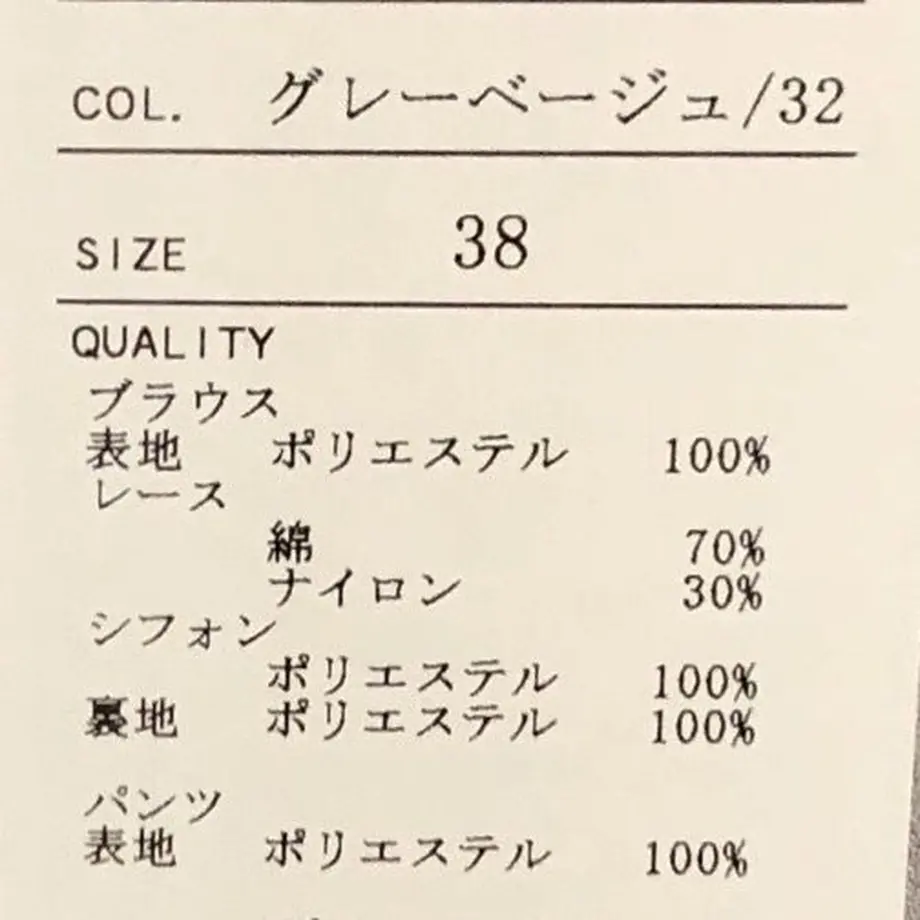 COL. グレーベージュ/32
SIZE 38
QUALITY
ブラウス
表地 ポリエステル 100%
レース
綿 70%
ナイロン 30%
シフォン
ポリエステル 100%
裏地 ポリエステル 100%
パンツ
表地 ポリエステル 100%